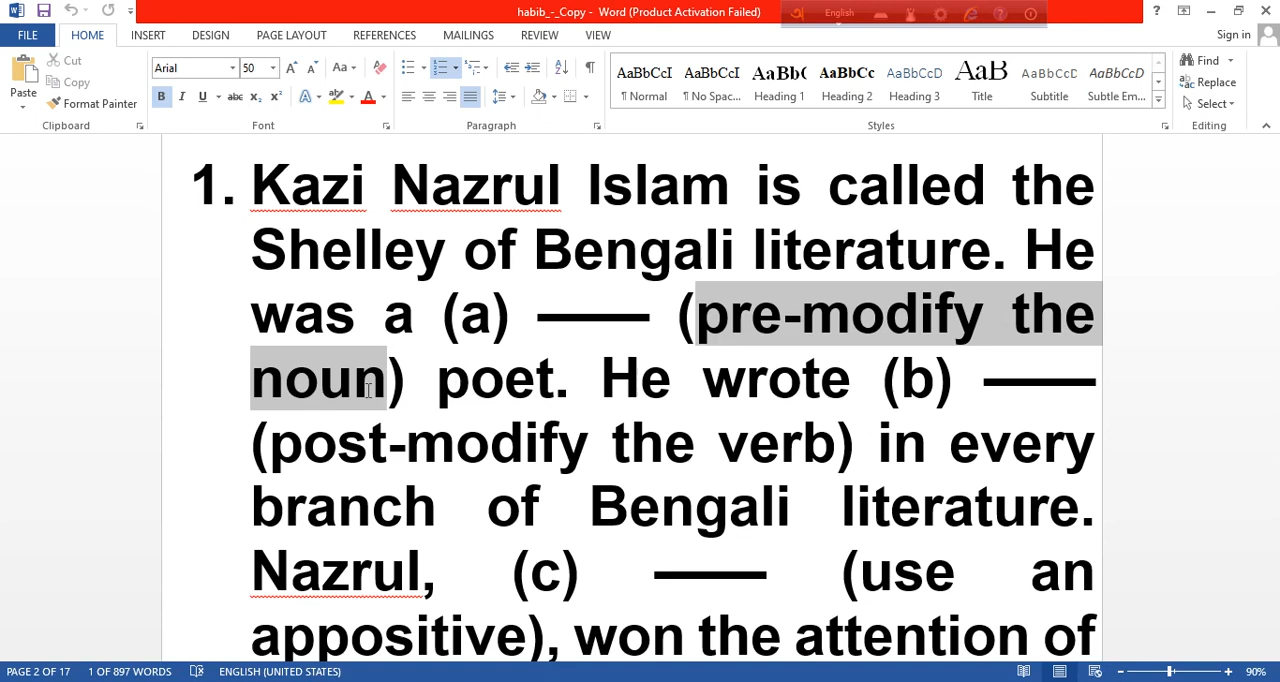 habib_-_Copy - Word (Product Activation Failed)
English
FILE HOME INSERT DESIGN PAGE LAYOUT REFERENCES MAILINGS REVIEW VIEW Sign in
Paste Cut Copy Format Painter Clipboard
Arial 50 Aa B I U abc x₂ x² A A Font
Paragraph
AaBbCcI ¶ Normal
AaBbCcI ¶ No Spac...
AaBbC Heading 1
AaBbCc Heading 2
AaBbCcD Heading 3
AaB Title
AaBbCcD Subtitle
AaBbCcD Subtle Em...
Styles
Find Replace Select Editing
1. Kazi Nazrul Islam is called the
Shelley of Bengali literature. He
was a (a) —— (pre-modify the
noun) poet. He wrote (b) ——
(post-modify the verb) in every
branch of Bengali literature.
Nazrul, (c) —— (use an
appositive), won the attention of
PAGE 2 OF 17 1 OF 897 WORDS ENGLISH (UNITED STATES) 90%